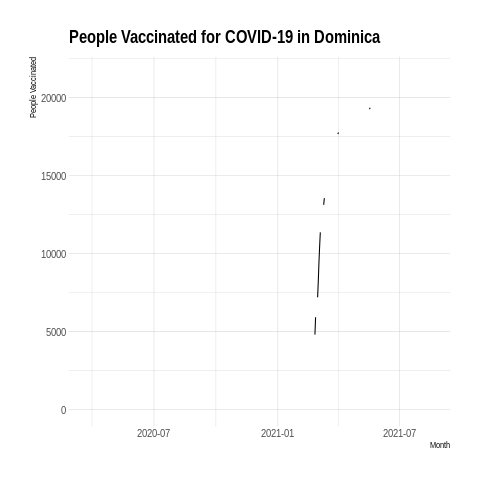 People Vaccinated for COVID-19 in Dominica
People Vaccinated
20000
15000
10000
5000
0
2020-07 2021-01 2021-07
Month